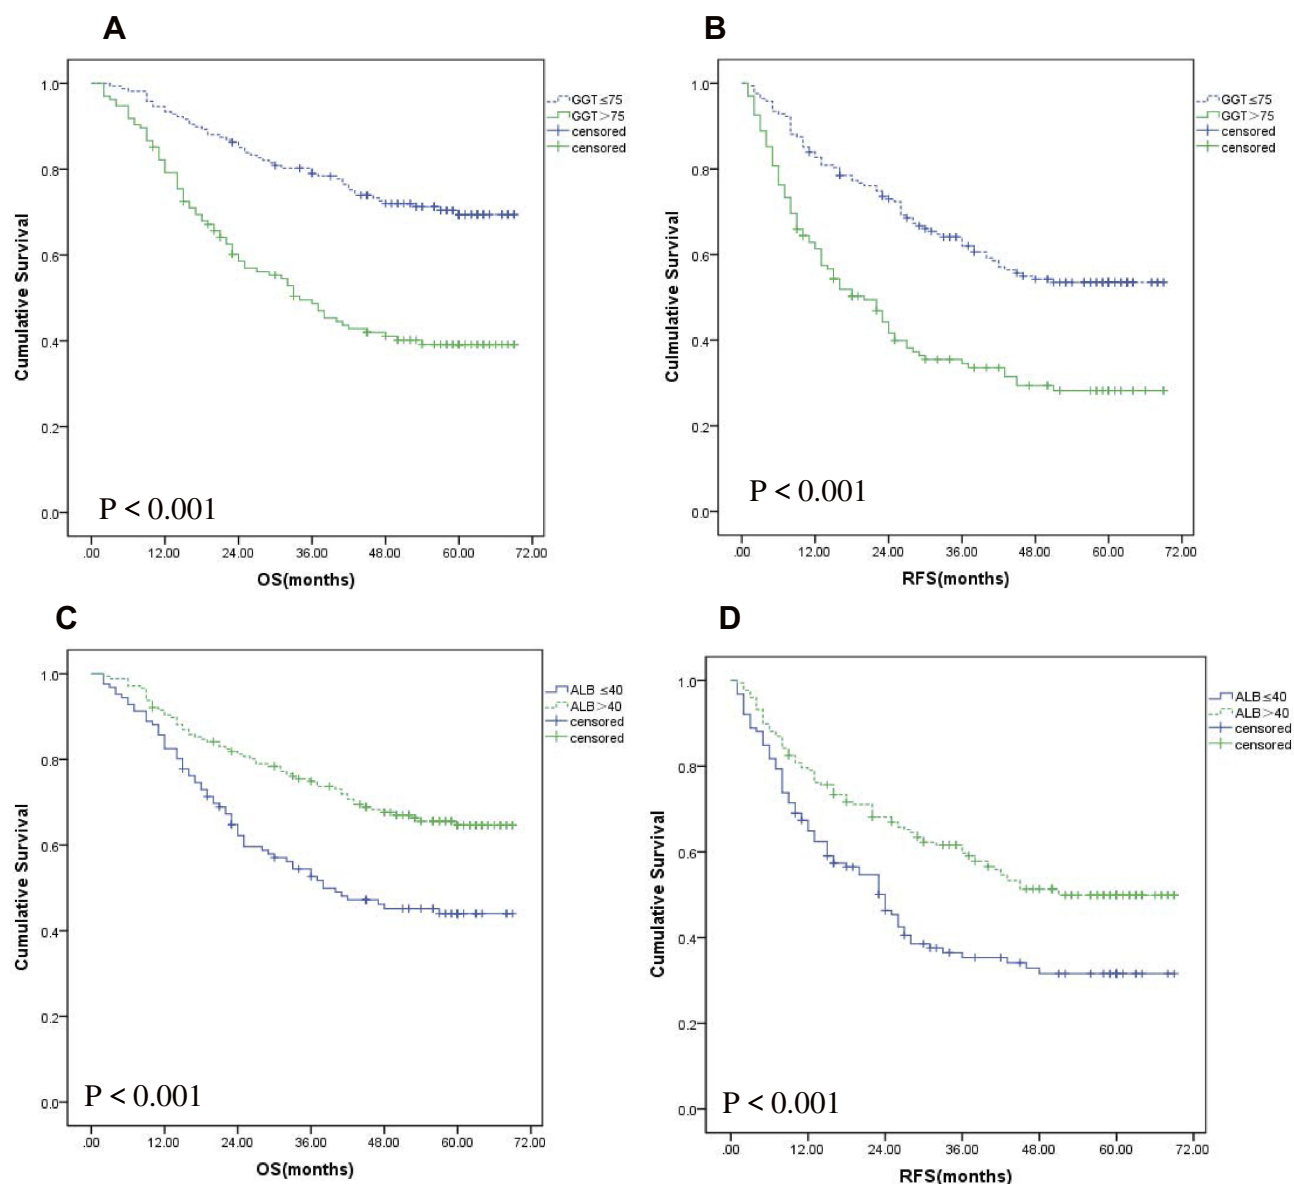 A
Cumulative Survival
1.0
0.8
0.6
0.4
0.2
0.0
GGT≤75
GGT>75
censored
censored
P < 0.001
.00 12.00 24.00 36.00 48.00 60.00 72.00
OS(months)
B
Culmulative Survival
1.0
0.8
0.6
0.4
0.2
0.0
GGT≤75
GGT>75
censored
censored
P < 0.001
.00 12.00 24.00 36.00 48.00 60.00 72.00
RFS(months)
C
Cumulative Survival
1.0
0.8
0.6
0.4
0.2
0.0
ALB ≤40
ALB>40
censored
censored
P < 0.001
.00 12.00 24.00 36.00 48.00 60.00 72.00
OS(months)
D
Cumulative Survival
1.0
0.8
0.6
0.4
0.2
0.0
ALB≤40
ALB>40
censored
censored
P < 0.001
.00 12.00 24.00 36.00 48.00 60.00 72.00
RFS(months)